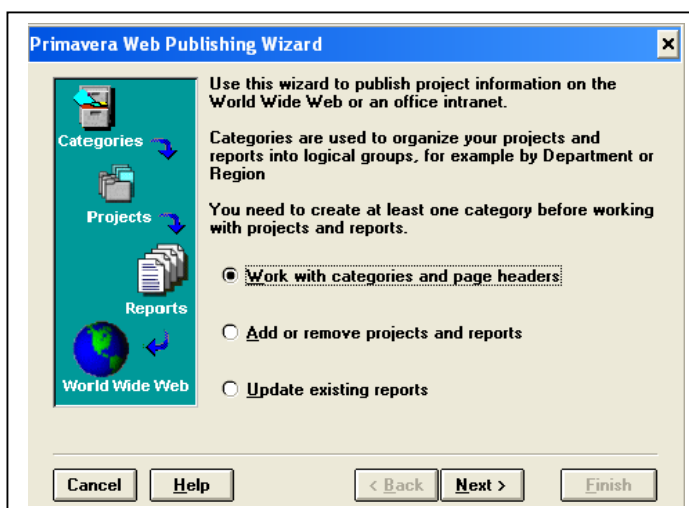 Primavera Web Publishing Wizard
Use this wizard to publish project information on the
World Wide Web or an office intranet.
Categories are used to organize your projects and
reports into logical groups, for example by Department or
Region
You need to create at least one category before working
with projects and reports.
Categories
Projects
Reports
World Wide Web
Work with categories and page headers
Add or remove projects and reports
Update existing reports
Cancel
Help
< Back
Next >
Finish